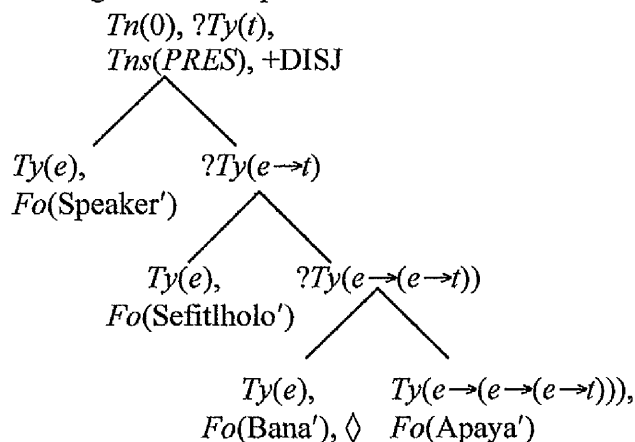 Tn(0), ?Ty(t),
Tns(PRES), +DISJ
Ty(e), ?Ty(e→t)
Fo(Speaker′)
Ty(e), ?Ty(e→(e→t))
Fo(Sefitlholo′)
Ty(e), Ty(e→(e→(e→t))),
Fo(Bana′), ◊ Fo(Apaya′)